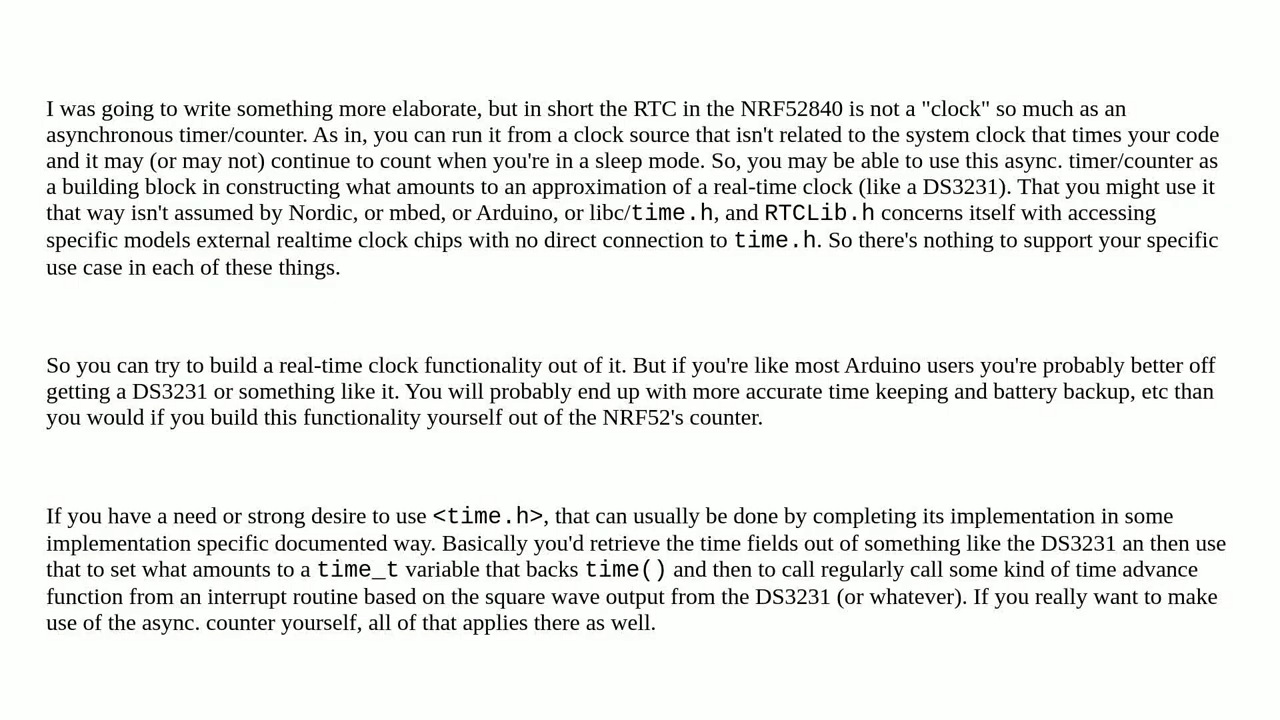 I was going to write something more elaborate, but in short the RTC in the NRF52840 is not a "clock" so much as an
asynchronous timer/counter. As in, you can run it from a clock source that isn't related to the system clock that times your code
and it may (or may not) continue to count when you're in a sleep mode. So, you may be able to use this async. timer/counter as
a building block in constructing what amounts to an approximation of a real-time clock (like a DS3231). That you might use it
that way isn't assumed by Nordic, or mbed, or Arduino, or libc/time.h, and RTCLib.h concerns itself with accessing
specific models external realtime clock chips with no direct connection to time.h. So there's nothing to support your specific
use case in each of these things.
So you can try to build a real-time clock functionality out of it. But if you're like most Arduino users you're probably better off
getting a DS3231 or something like it. You will probably end up with more accurate time keeping and battery backup, etc than
you would if you build this functionality yourself out of the NRF52's counter.
If you have a need or strong desire to use <time.h>, that can usually be done by completing its implementation in some
implementation specific documented way. Basically you'd retrieve the time fields out of something like the DS3231 an then use
that to set what amounts to a time_t variable that backs time() and then to call regularly call some kind of time advance
function from an interrupt routine based on the square wave output from the DS3231 (or whatever). If you really want to make
use of the async. counter yourself, all of that applies there as well.